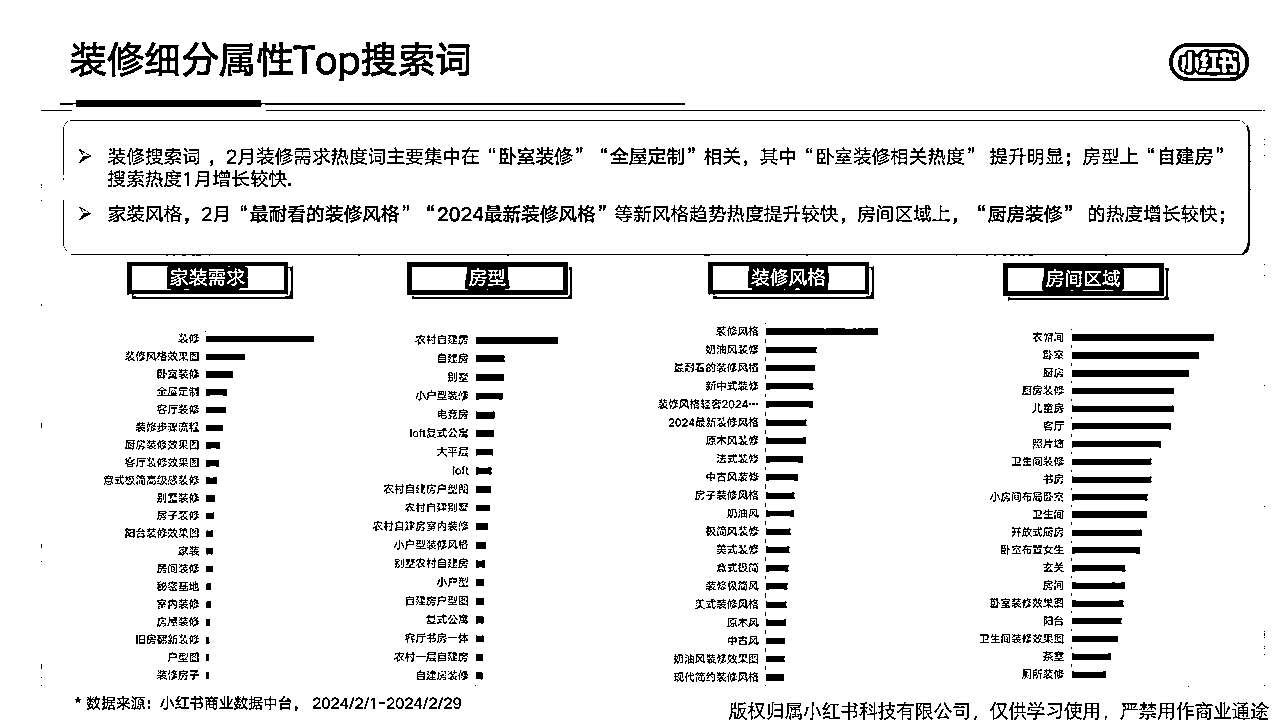 装修细分属性Top搜索词
小红书
➢ 装修搜索词 ，2月装修需求热度词主要集中在“卧室装修” “全屋定制”相关，其中“卧室装修相关热度” 提升明显；房型上“自建房”
搜索热度1月增长较快.
➢ 家装风格，2月“最耐看的装修风格” “2024最新装修风格”等新风格趋势热度提升较快，房间区域上，“厨房装修” 的热度增长较快；
家装需求
装修
装修风格效果图
卧室装修
全屋定制
客厅装修
装修步骤流程
厨房装修效果图
客厅装修效果图
意式极简高级感装修
别墅装修
房子装修
阳台装修效果图
家装
房间装修
秘密基地
室内装修
房屋装修
旧房翻新装修
户型图
装修房子
房型
农村自建房
自建房
别墅
小户型装修
电竞房
loft复式公寓
大平层
loft
农村自建房户型图
农村自建别墅
农村自建房室内装修
小户型装修风格
别墅农村自建房
小户型
自建房户型图
复式公寓
客厅书房一体
农村一层自建房
自建房装修
装修风格
装修风格
奶油风装修
最耐看的装修风格
新中式装修
装修风格轻奢2024…
2024最新装修风格
原木风装修
法式装修
中古风装修
房子装修风格
奶油风
极简风装修
美式装修
意式极简
装修极简风
美式装修风格
原木风
中古风
奶油风装修效果图
现代简约装修风格
房间区域
衣帽间
卧室
厨房
厨房装修
儿童房
客厅
照片墙
卫生间装修
书房
小房间布局卧室
卫生间
开放式厨房
卧室布置女生
玄关
房间
卧室装修效果图
阳台
卫生间装修效果图
茶室
厕所装修
* 数据来源：小红书商业数据中台， 2024/2/1-2024/2/29
版权归属小红书科技有限公司，仅供学习使用，严禁用作商业通途